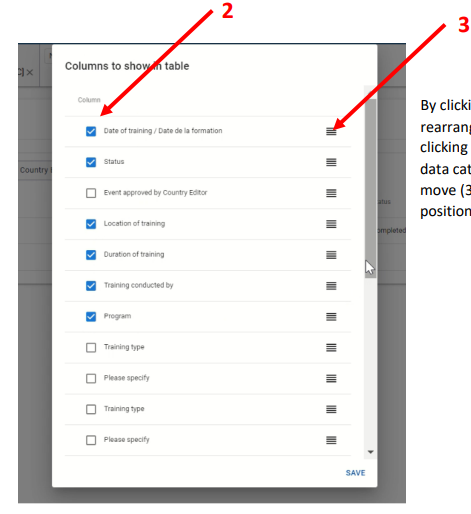 2
3
Columns to show in table
Column
Date of training / Date de la formation
Status
Event approved by Country Editor
Location of training
Duration of training
Training conducted by
Program
Training type
Please specify
Training type
Please specify
SAVE
Country
ompleted
By clicki
rearrang
clicking
data cat
move (3
position